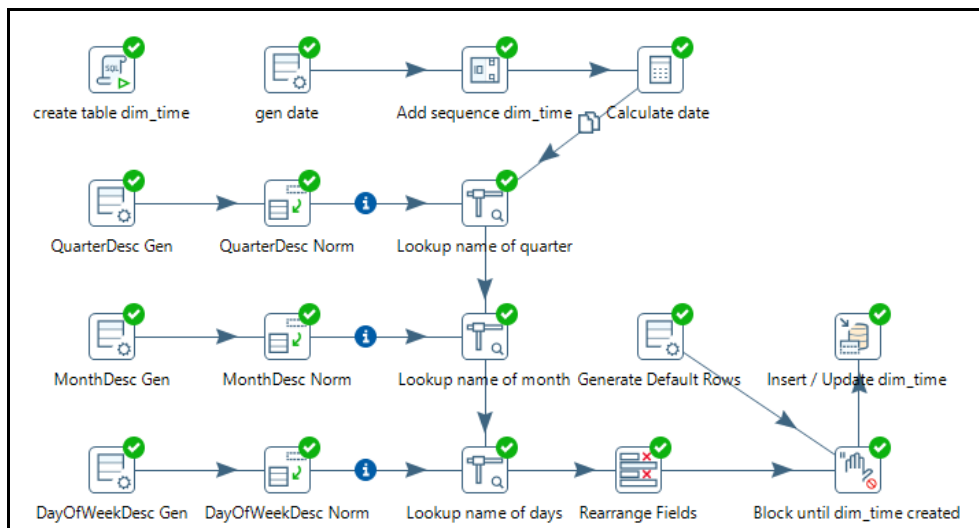 SQL
create table dim_time
gen date
Add sequence dim_time
Calculate date
QuarterDesc Gen
QuarterDesc Norm
Lookup name of quarter
MonthDesc Gen
MonthDesc Norm
Lookup name of month
Generate Default Rows
Insert / Update dim_time
DayOfWeekDesc Gen
DayOfWeekDesc Norm
Lookup name of days
Rearrange Fields
Block until dim_time created